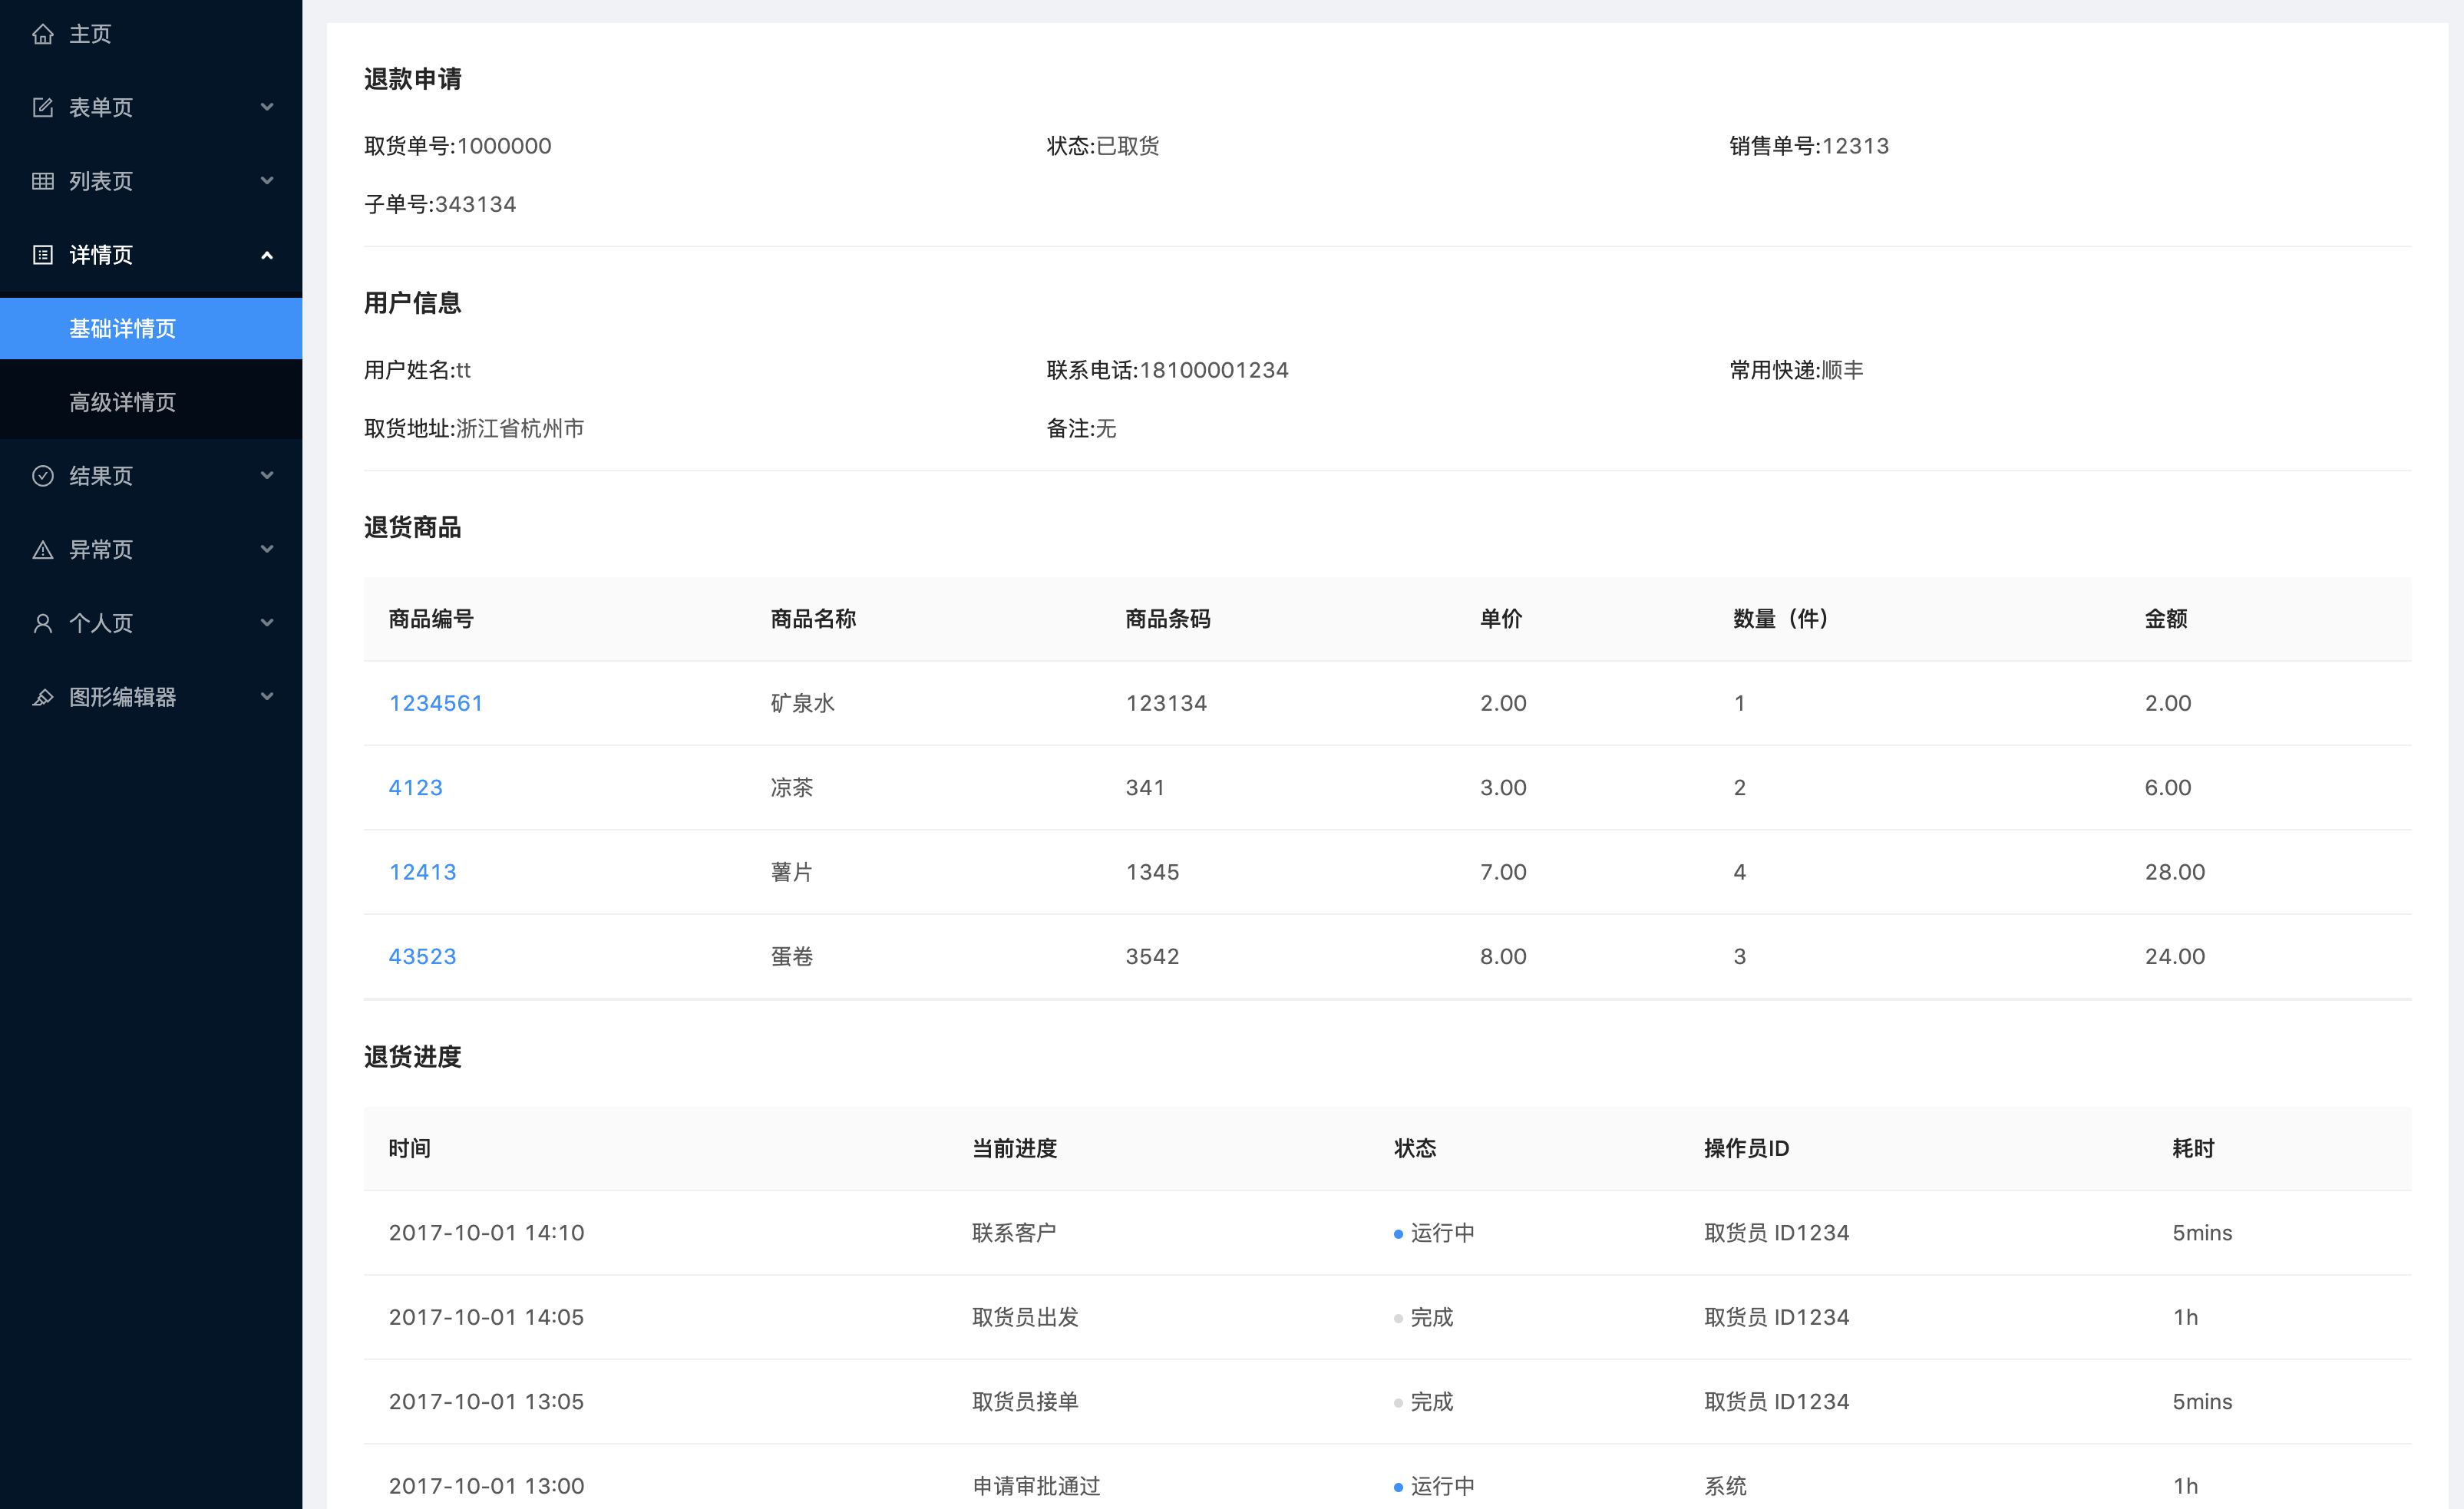 主页
表单页
列表页
详情页
基础详情页
高级详情页
结果页
异常页
个人页
图形编辑器
退款申请
取货单号:1000000 状态:已取货 销售单号:12313
子单号:343134
用户信息
用户姓名:tt 联系电话:18100001234 常用快递:顺丰
取货地址:浙江省杭州市 备注:无
退货商品
商品编号 商品名称 商品条码 单价 数量（件） 金额
1234561 矿泉水 123134 2.00 1 2.00
4123 凉茶 341 3.00 2 6.00
12413 薯片 1345 7.00 4 28.00
43523 蛋卷 3542 8.00 3 24.00
退货进度
时间 当前进度 状态 操作员ID 耗时
2017-10-01 14:10 联系客户 运行中 取货员 ID1234 5mins
2017-10-01 14:05 取货员出发 完成 取货员 ID1234 1h
2017-10-01 13:05 取货员接单 完成 取货员 ID1234 5mins
2017-10-01 13:00 申请审批通过 运行中 系统 1h